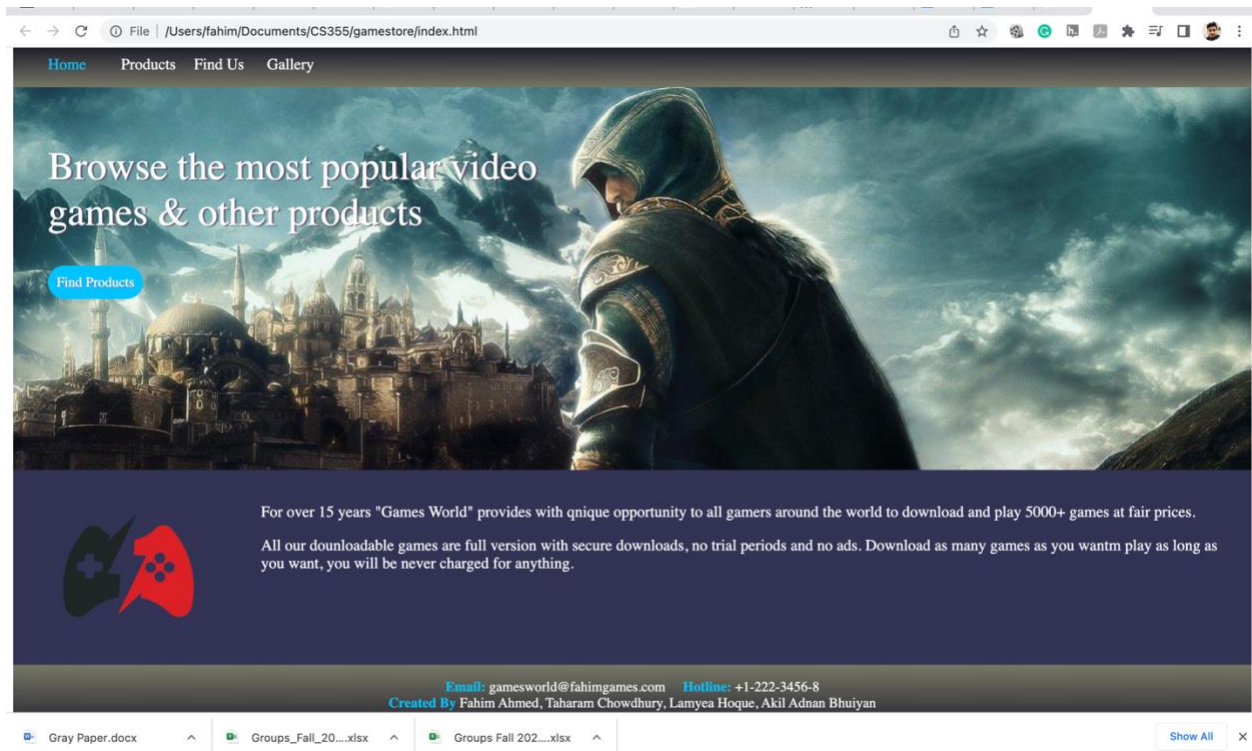 File | /Users/fahim/Documents/CS355/gamestore/index.html
Home Products Find Us Gallery
Browse the most popular video
games & other products
Find Products
For over 15 years "Games World" provides with qnique opportunity to all gamers around the world to download and play 5000+ games at fair prices.
All our dounloadable games are full version with secure downloads, no trial periods and no ads. Download as many games as you wantm play as long as
you want, you will be never charged for anything.
Email: gamesworld@fahimgames.com Hotline: +1-222-3456-8
Created By Fahim Ahmed, Taharam Chowdhury, Lamyea Hoque, Akil Adnan Bhuiyan
Gray Paper.docx Groups_Fall_20....xlsx Groups Fall 202....xlsx Show All